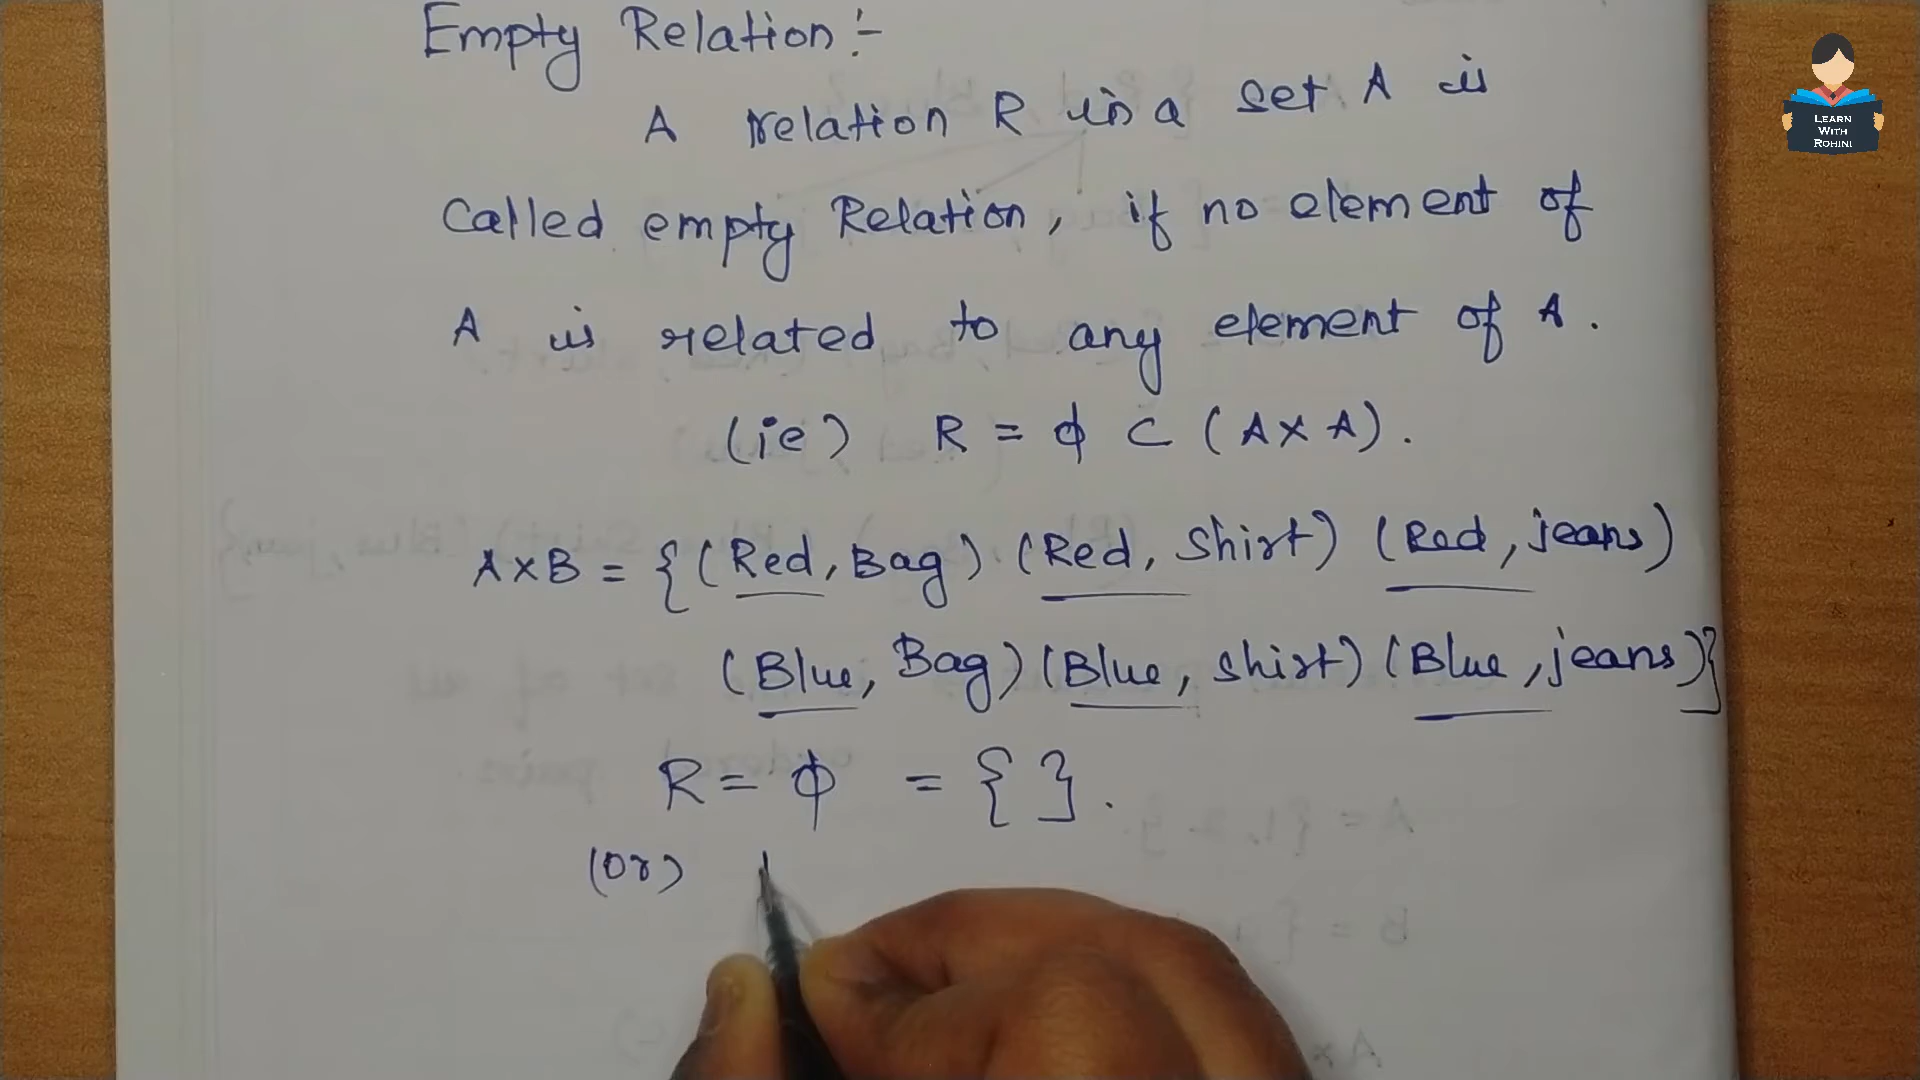 Empty Relation :-
A relation R in a set A is
Called empty Relation, if no element of
A is related to any element of A.
(ie) R = ϕ ⊂ (A×A).
A×B = {(Red, Bag) (Red, Shirt) (Red, jeans)
(Blue, Bag) (Blue, Shirt) (Blue, jeans)}
R = ϕ = { }.
(or)
LEARN
WITH
ROHINI